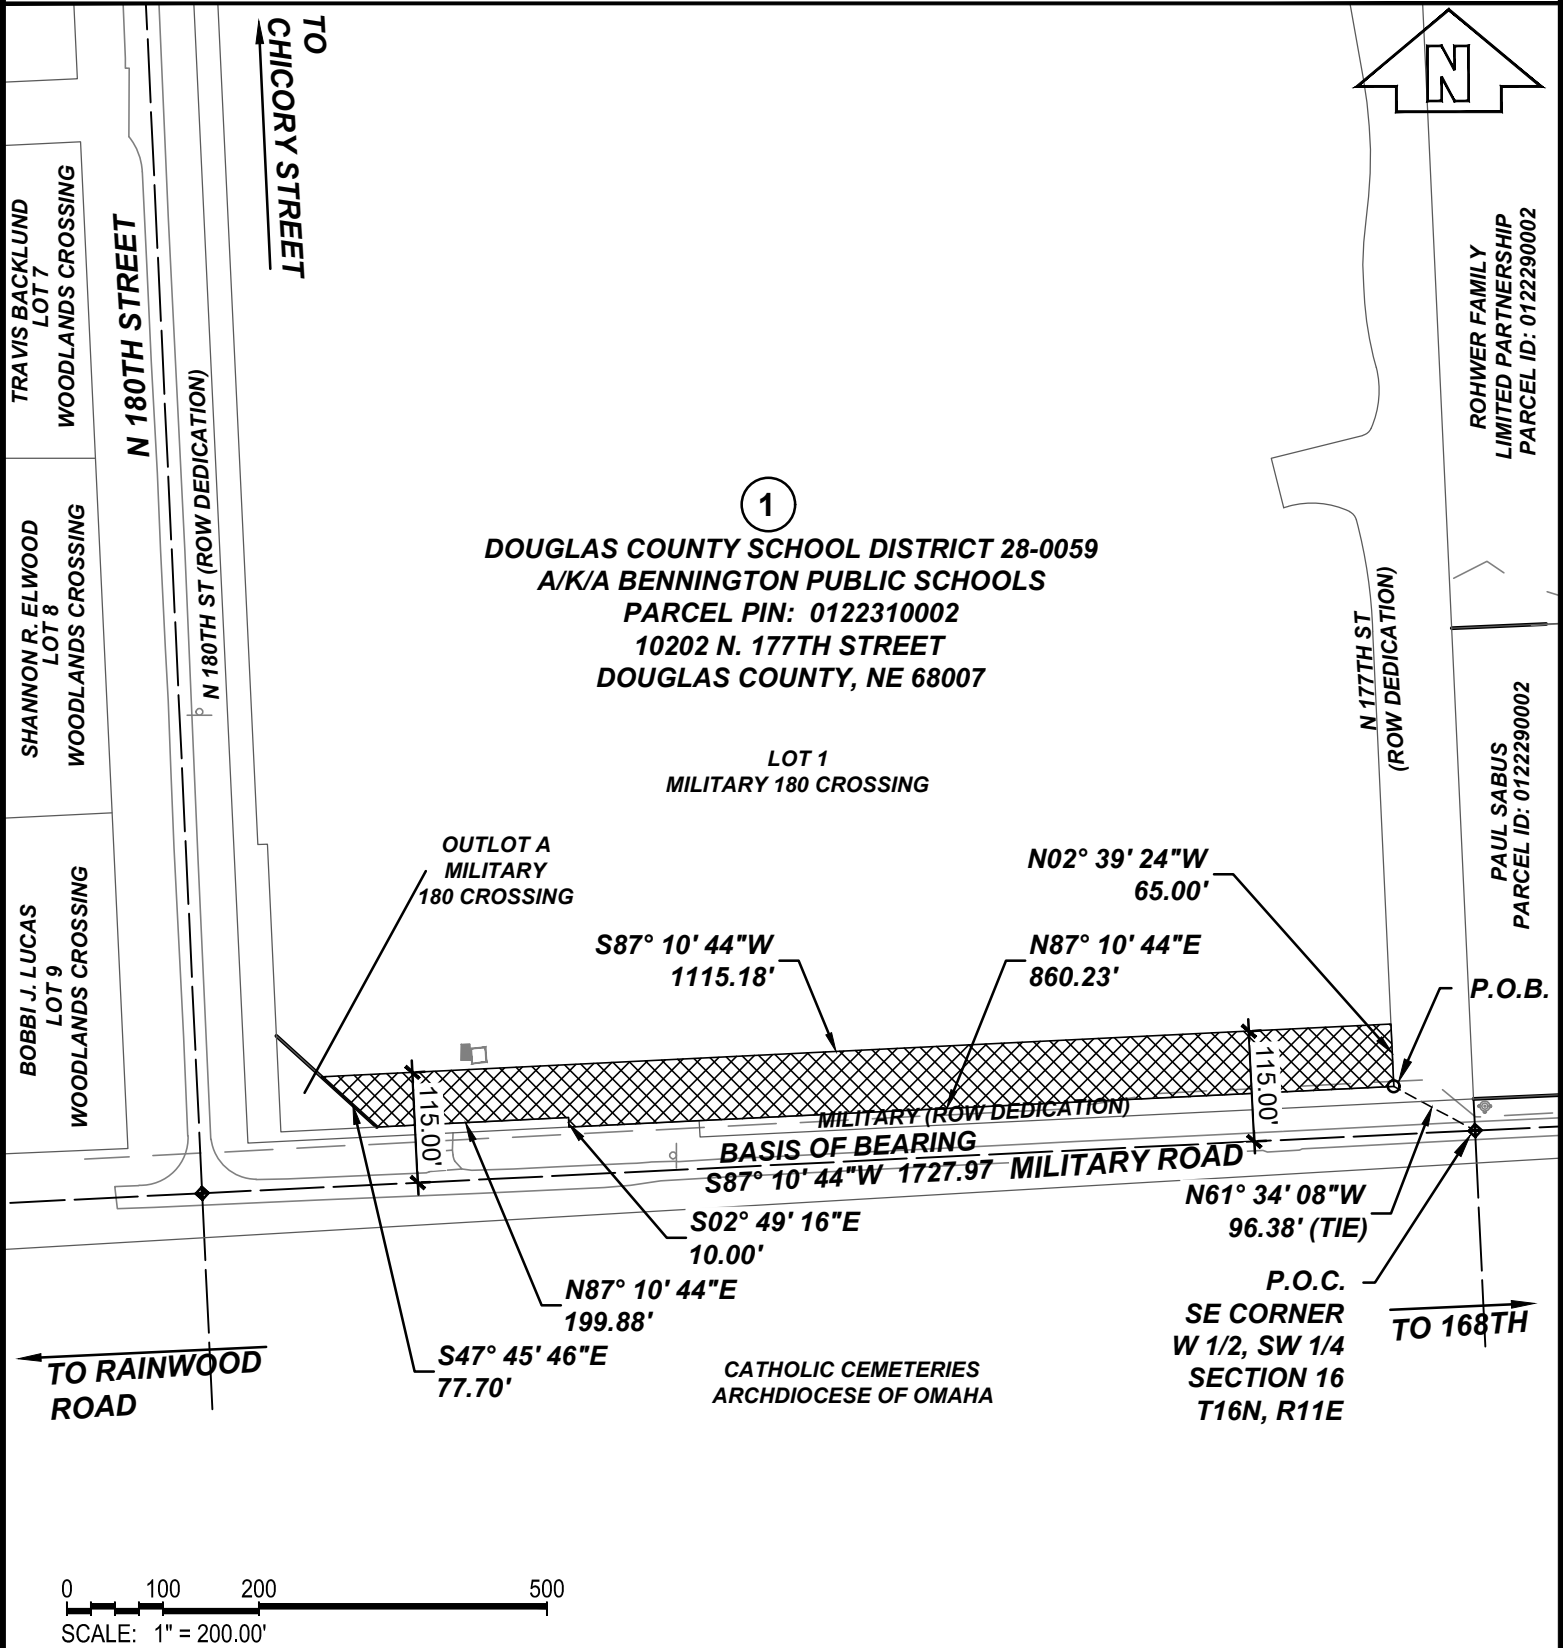 TO
CHICORY STREET
N
TRAVIS BACKLUND
LOT 7
WOODLANDS CROSSING
N 180TH STREET
N 180TH ST (ROW DEDICATION)
ROHWER FAMILY
LIMITED PARTNERSHIP
PARCEL ID: 0122290002
SHANNON R. ELWOOD
LOT 8
WOODLANDS CROSSING
1
DOUGLAS COUNTY SCHOOL DISTRICT 28-0059
A/K/A BENNINGTON PUBLIC SCHOOLS
PARCEL PIN: 0122310002
10202 N. 177TH STREET
DOUGLAS COUNTY, NE 68007
LOT 1
MILITARY 180 CROSSING
N 177TH ST
(ROW DEDICATION)
PAUL SABUS
PARCEL ID: 0122290002
BOBBI J. LUCAS
LOT 9
WOODLANDS CROSSING
OUTLOT A
MILITARY
180 CROSSING
N02° 39' 24"W
65.00'
S87° 10' 44"W
1115.18'
N87° 10' 44"E
860.23'
P.O.B.
115.00'
115.00'
MILITARY (ROW DEDICATION)
BASIS OF BEARING
S87° 10' 44"W 1727.97
MILITARY ROAD
N61° 34' 08"W
96.38' (TIE)
S02° 49' 16"E
10.00'
N87° 10' 44"E
199.88'
S47° 45' 46"E
77.70'
P.O.C.
SE CORNER
W 1/2, SW 1/4
SECTION 16
T16N, R11E
TO 168TH
TO RAINWOOD
ROAD
CATHOLIC CEMETERIES
ARCHDIOCESE OF OMAHA
0 100 200 500
SCALE: 1" = 200.00'